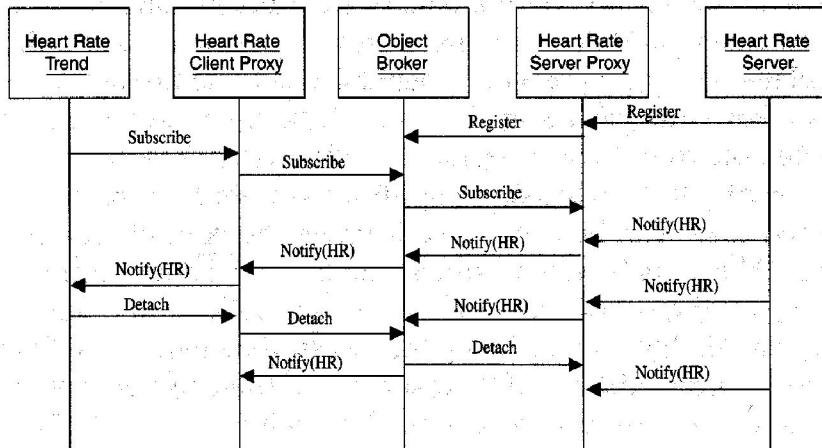 Heart Rate
Trend
Heart Rate
Client Proxy
Object
Broker
Heart Rate
Server Proxy
Heart Rate
Server
Register
Register
Subscribe
Subscribe
Subscribe
Notify(HR)
Notify(HR)
Notify(HR)
Notify(HR)
Notify(HR)
Detach
Notify(HR)
Detach
Detach
Notify(HR)
Notify(HR)